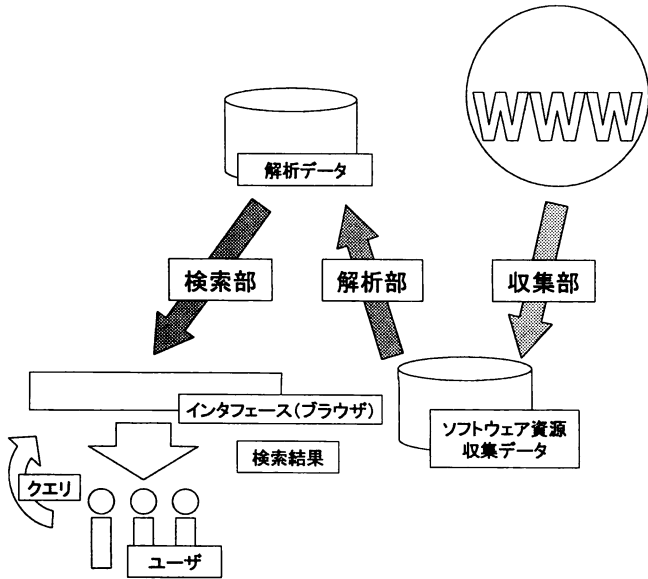 WWW
解析データ
検索部
解析部
収集部
インタフェース(ブラウザ)
ソフトウェア資源
収集データ
検索結果
クエリ
ユーザ